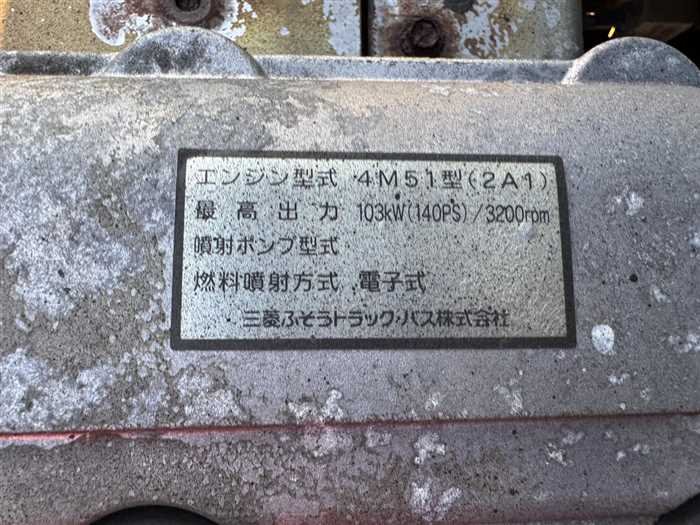 エンジン型式 4M51型(2A1)
最高出力 103kW(140PS)/3200rpm
噴射ポンプ型式
燃料噴射方式 電子式
三菱ふそうトラック・バス株式会社